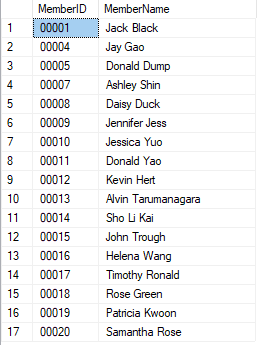 MemberID MemberName
1 00001 Jack Black
2 00004 Jay Gao
3 00005 Donald Dump
4 00007 Ashley Shin
5 00008 Daisy Duck
6 00009 Jennifer Jess
7 00010 Jessica Yuo
8 00011 Donald Yao
9 00012 Kevin Hert
10 00013 Alvin Tarumanagara
11 00014 Sho Li Kai
12 00015 John Trough
13 00016 Helena Wang
14 00017 Timothy Ronald
15 00018 Rose Green
16 00019 Patricia Kwoon
17 00020 Samantha Rose